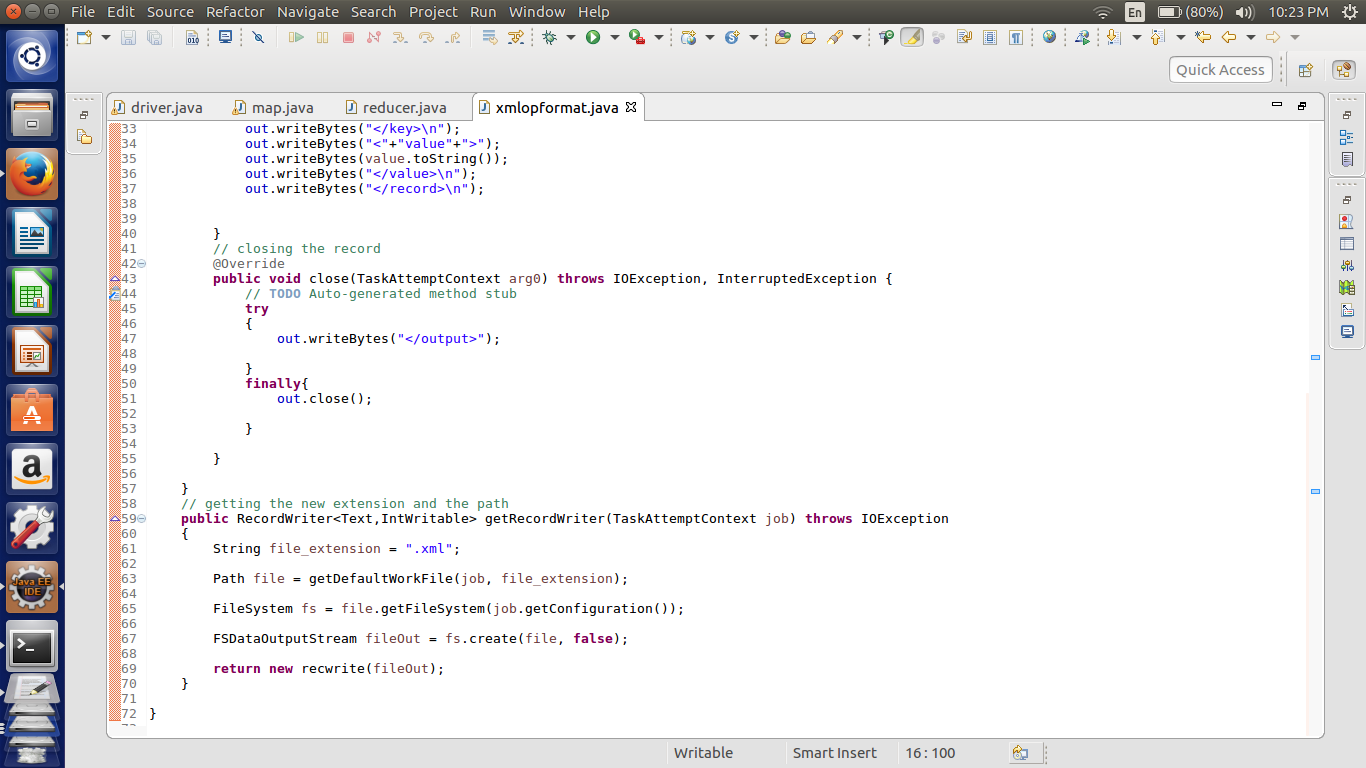 File Edit Source Refactor Navigate Search Project Run Window Help
En (80%) 10:23 PM
Quick Access
driver.java map.java reducer.java xmlopformat.java
33 out.writeBytes("</key>\n");
34 out.writeBytes("<"+"value"+">");
35 out.writeBytes(value.toString());
36 out.writeBytes("</value>\n");
37 out.writeBytes("</record>\n");
38
39
40 }
41 // closing the record
42 @Override
43 public void close(TaskAttemptContext arg0) throws IOException, InterruptedException {
44 // TODO Auto-generated method stub
45 try
46 {
47 out.writeBytes("</output>");
48
49 }
50 finally{
51 out.close();
52
53 }
54
55 }
56
57 }
58 // getting the new extension and the path
59 public RecordWriter<Text,IntWritable> getRecordWriter(TaskAttemptContext job) throws IOException
60 {
61 String file_extension = ".xml";
62
63 Path file = getDefaultWorkFile(job, file_extension);
64
65 FileSystem fs = file.getFileSystem(job.getConfiguration());
66
67 FSDataOutputStream fileOut = fs.create(file, false);
68
69 return new recwrite(fileOut);
70 }
71
72 }
Java EE
IDE
Writable Smart Insert 16 : 100